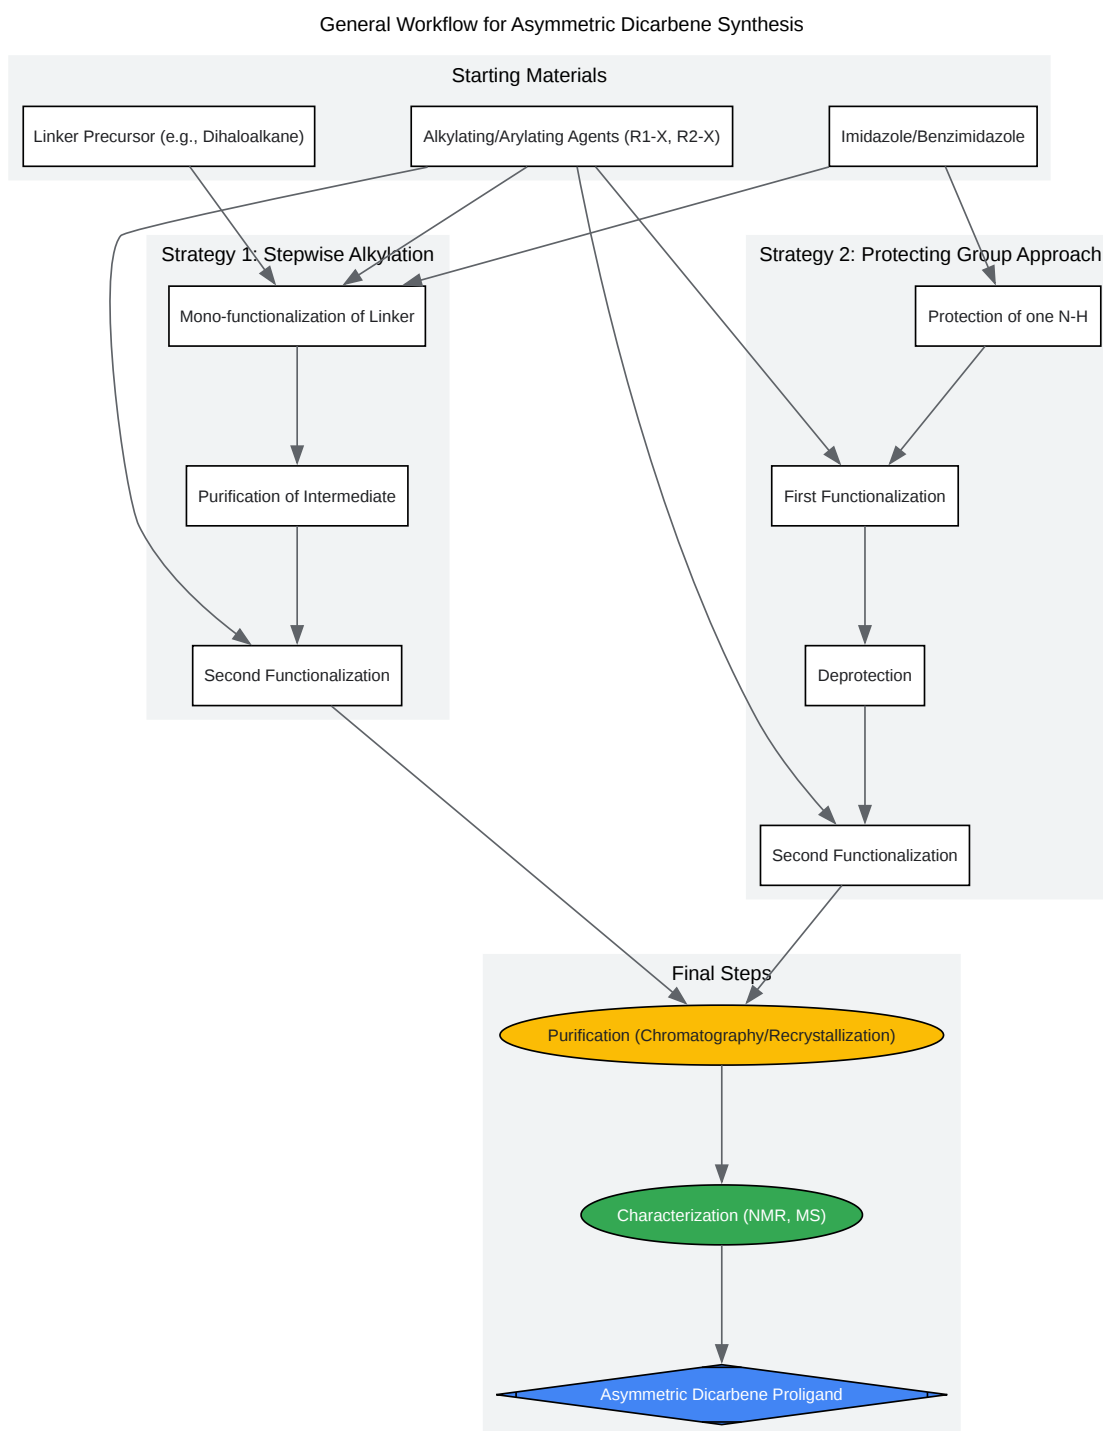 General Workflow for Asymmetric Dicarbene Synthesis
Starting Materials
Linker Precursor (e.g., Dihaloalkane)
Alkylating/Arylating Agents (R1-X, R2-X)
Imidazole/Benzimidazole
Strategy 1: Stepwise Alkylation
Mono-functionalization of Linker
Purification of Intermediate
Second Functionalization
Strategy 2: Protecting Group Approach
Protection of one N-H
First Functionalization
Deprotection
Second Functionalization
Final Steps
Purification (Chromatography/Recrystallization)
Characterization (NMR, MS)
Asymmetric Dicarbene Proligand